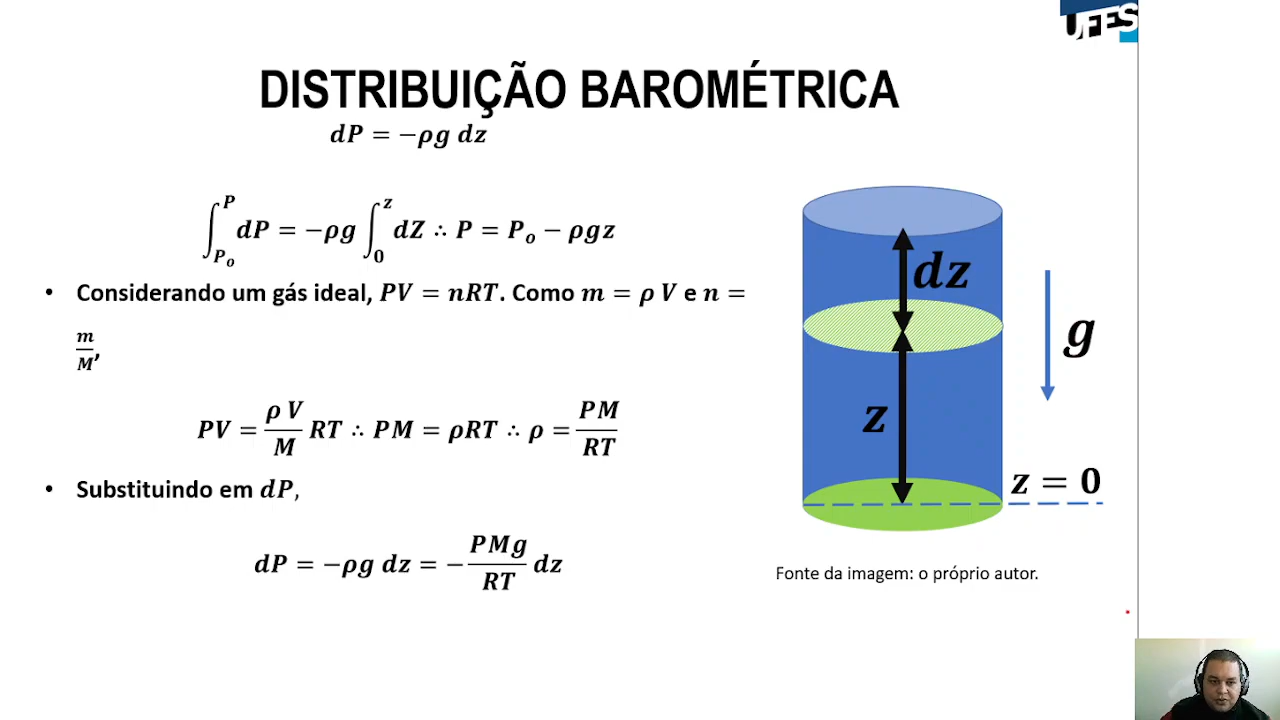 UFES
DISTRIBUIÇÃO BAROMÉTRICA
dP = −ρg dz
∫_{P_o}^{P} dP = −ρg ∫_{0}^{z} dZ ∴ P = P_o − ρgz
• Considerando um gás ideal, PV = nRT. Como m = ρ V e n =
m/M,
PV = (ρ V)/M RT ∴ PM = ρRT ∴ ρ = PM/RT
• Substituindo em dP,
dP = −ρg dz = − PMg/RT dz
dz
g
z
z = 0
Fonte da imagem: o próprio autor.